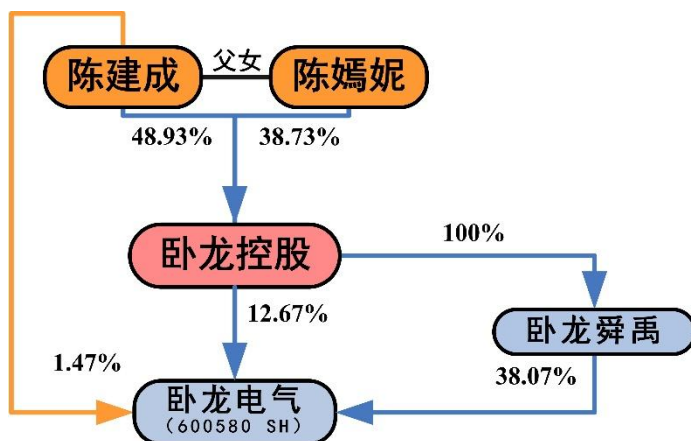 父女
陈建成
陈嫣妮
48.93%
38.73%
卧龙控股
100%
12.67%
卧龙舜禹
1.47%
38.07%
卧龙电气
(600580 SH)